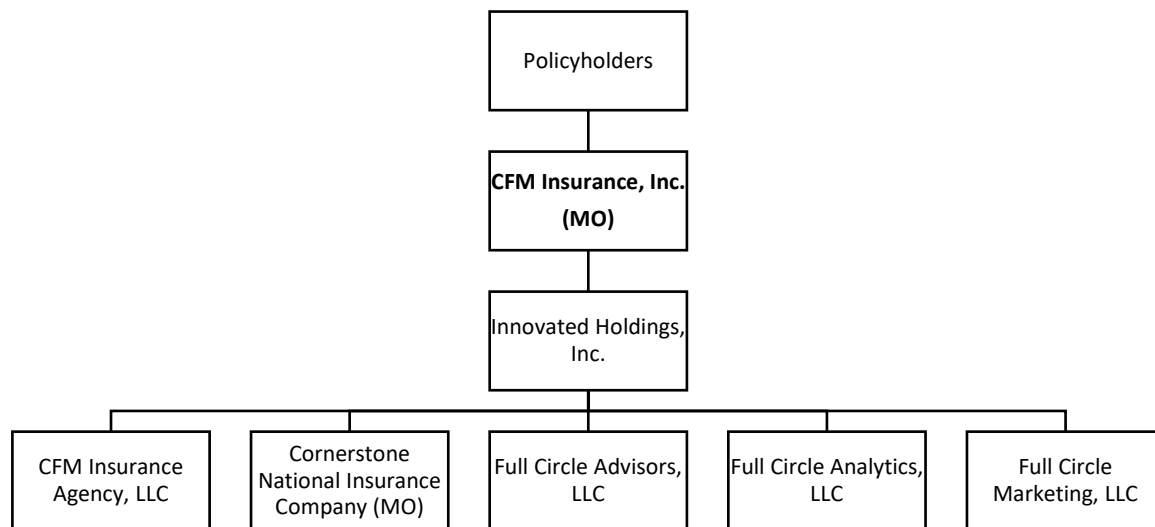 Policyholders
CFM Insurance, Inc.
(MO)
Innovated Holdings,
Inc.
CFM Insurance
Agency, LLC
Cornerstone
National Insurance
Company (MO)
Full Circle Advisors,
LLC
Full Circle Analytics,
LLC
Full Circle
Marketing, LLC